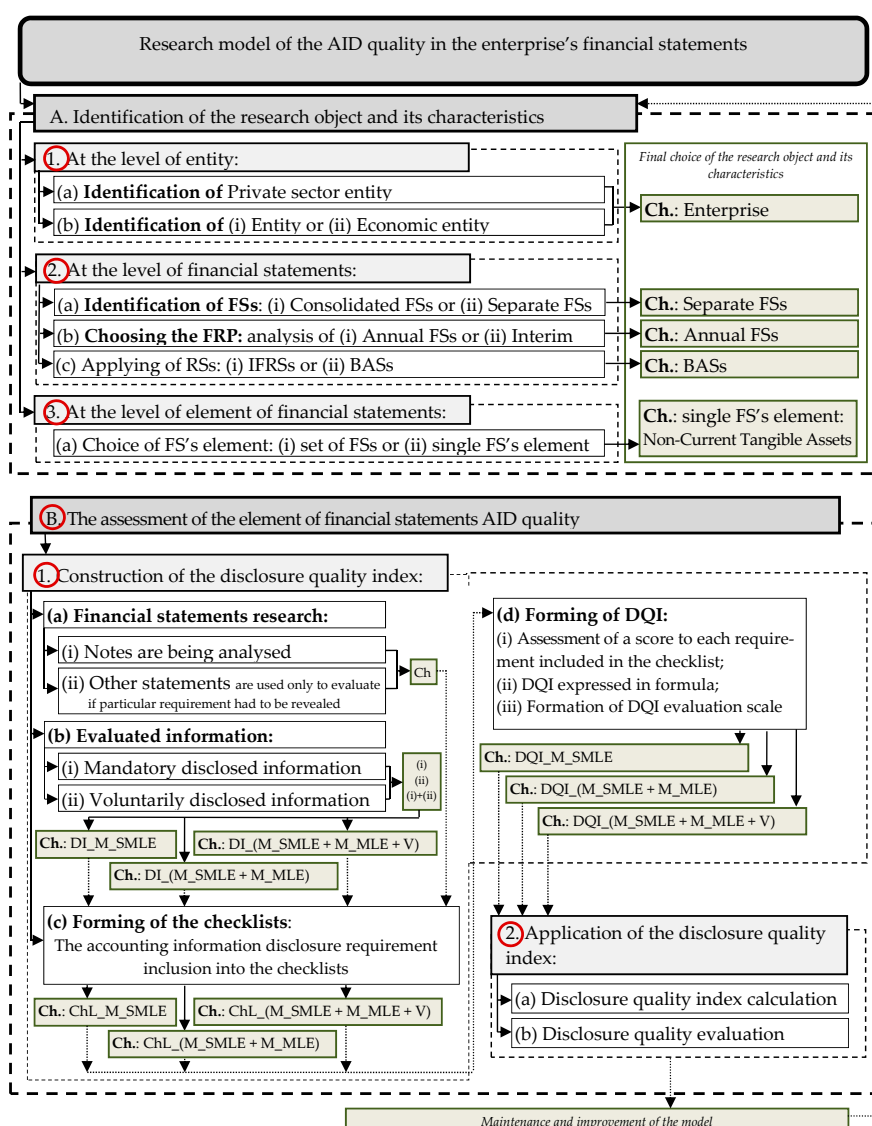 Research model of the AID quality in the enterprise's financial statements
A. Identification of the research object and its characteristics
1. At the level of entity:
(a) Identification of Private sector entity
(b) Identification of (i) Entity or (ii) Economic entity
Final choice of the research object and its
characteristics
Ch.: Enterprise
2. At the level of financial statements:
(a) Identification of FSs: (i) Consolidated FSs or (ii) Separate FSs
Ch.: Separate FSs
(b) Choosing the FRP: analysis of (i) Annual FSs or (ii) Interim
Ch.: Annual FSs
(c) Applying of RSs: (i) IFRSs or (ii) BASs
Ch.: BASs
3. At the level of element of financial statements:
(a) Choice of FS's element: (i) set of FSs or (ii) single FS's element
Ch.: single FS's element:
Non-Current Tangible Assets
B. The assessment of the element of financial statements AID quality
1. Construction of the disclosure quality index:
(a) Financial statements research:
(i) Notes are being analysed
(ii) Other statements are used only to evaluate
if particular requirement had to be revealed
Ch
(b) Evaluated information:
(i) Mandatory disclosed information
(ii) Voluntarily disclosed information
(i)
(ii)
(i)+(ii)
Ch.: DI_M_SMLE
Ch.: DI_(M_SMLE + M_MLE + V)
Ch.: DI_(M_SMLE + M_MLE)
(c) Forming of the checklists:
The accounting information disclosure requirement
inclusion into the checklists
Ch.: ChL_M_SMLE
Ch.: ChL_(M_SMLE + M_MLE + V)
Ch.: ChL_(M_SMLE + M_MLE)
(d) Forming of DQI:
(i) Assessment of a score to each require-
ment included in the checklist;
(ii) DQI expressed in formula;
(iii) Formation of DQI evaluation scale
Ch.: DQI_M_SMLE
Ch.: DQI_(M_SMLE + M_MLE)
Ch.: DQI_(M_SMLE + M_MLE + V)
2. Application of the disclosure quality
index:
(a) Disclosure quality index calculation
(b) Disclosure quality evaluation
Maintenance and improvement of the model